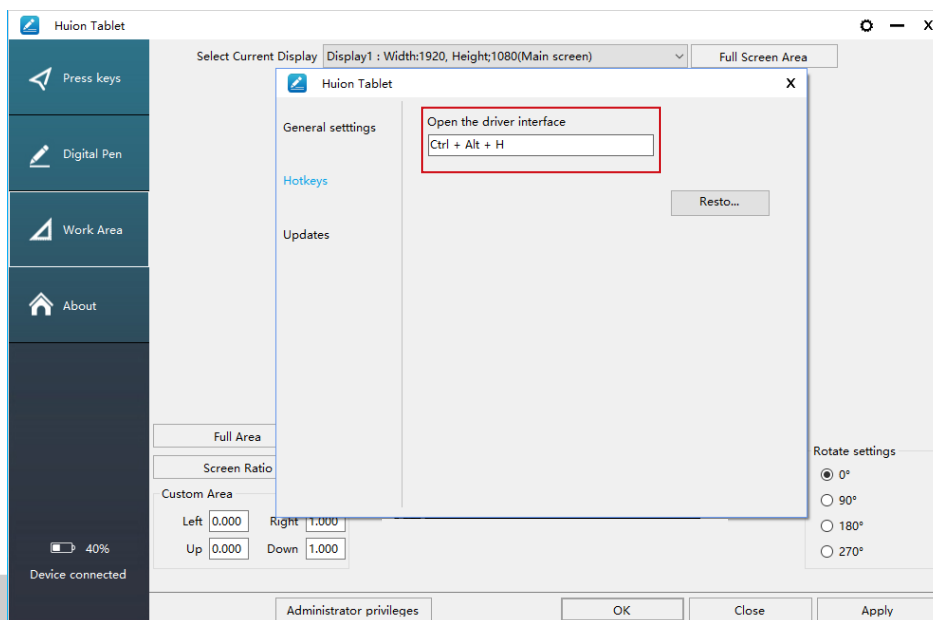 Huion Tablet
X
Select Current Display Display1 : Width:1920, Height;1080(Main screen) Full Screen Area
Press keys
Digital Pen
Work Area
About
40%
Device connected
Huion Tablet X
General setttings
Hotkeys
Updates
Open the driver interface
Ctrl + Alt + H
Resto...
Full Area
Screen Ratio
Custom Area
Left 0.000 Right 1.000
Up 0.000 Down 1.000
Rotate settings
0°
90°
180°
270°
Administrator privileges OK Close Apply